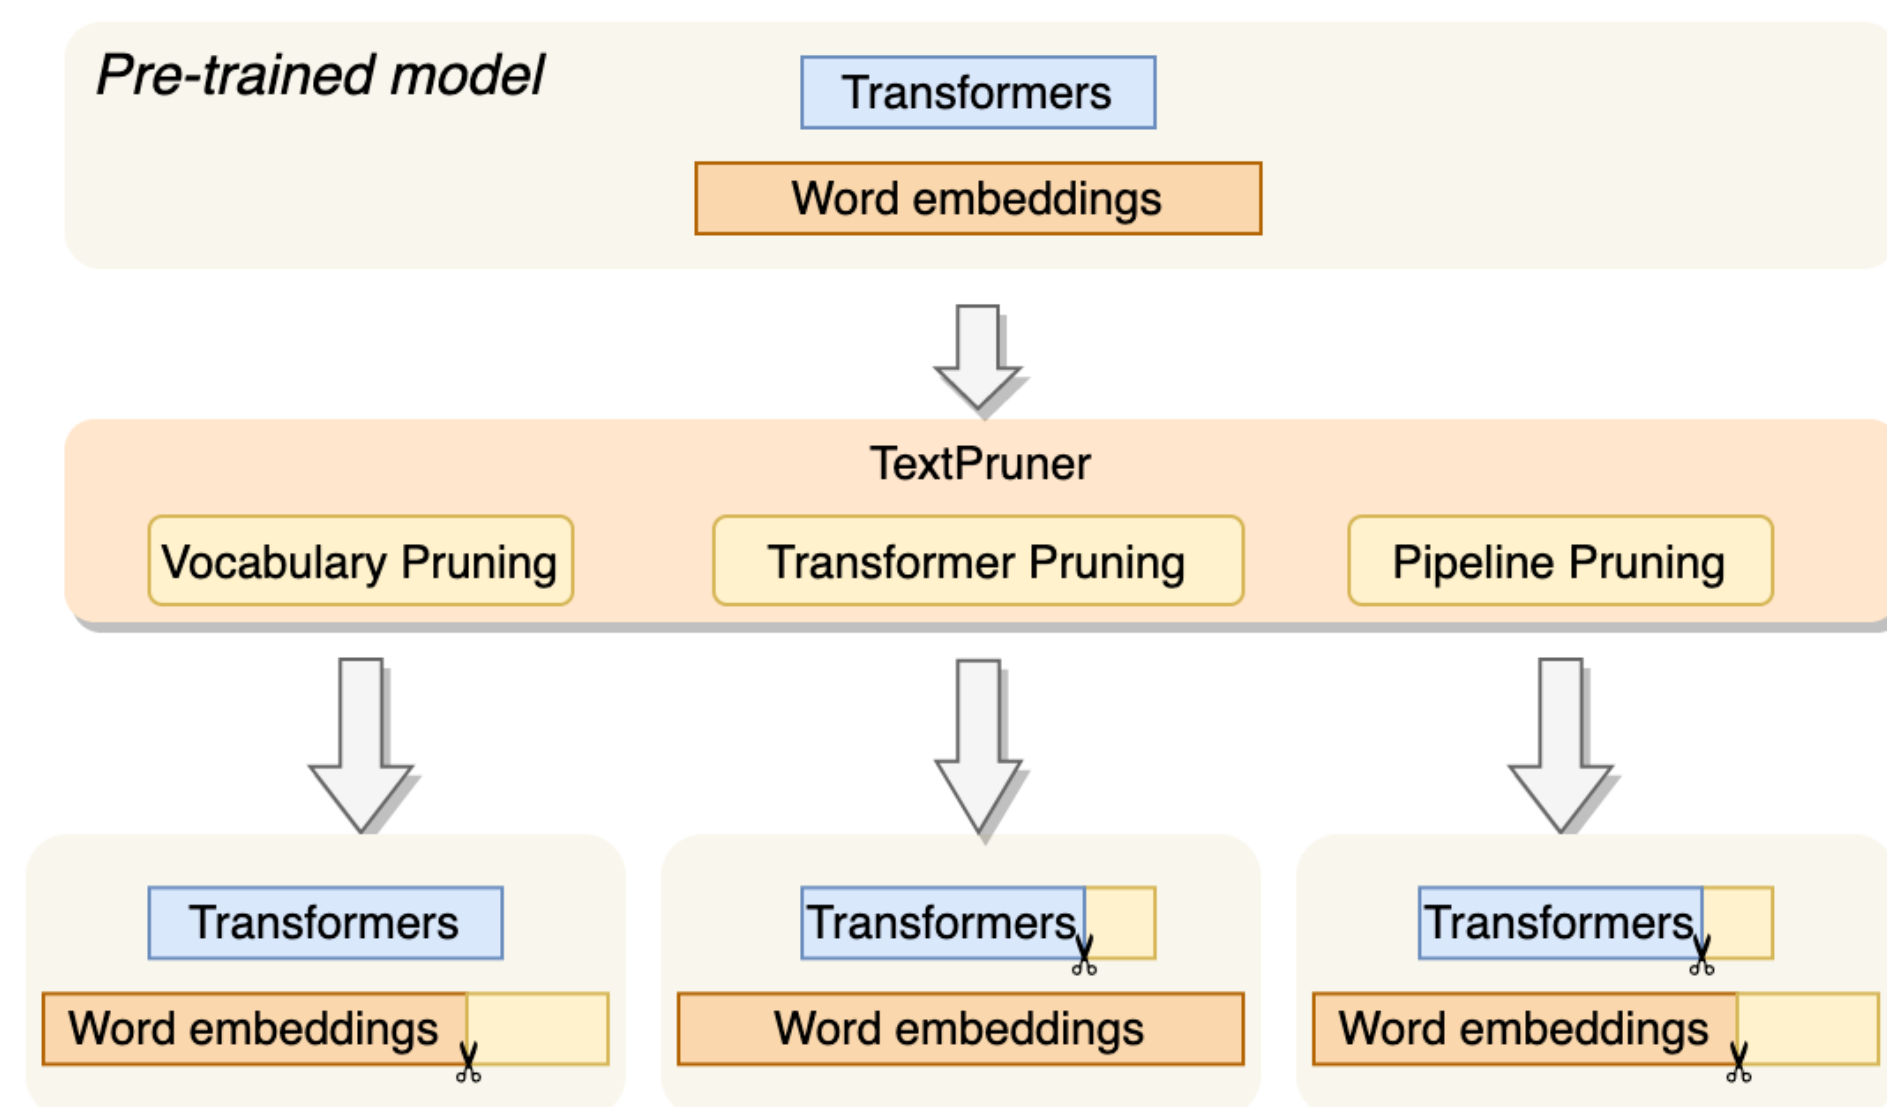 Pre-trained model
Transformers
Word embeddings
TextPruner
Vocabulary Pruning
Transformer Pruning
Pipeline Pruning
Transformers
Word embeddings
Transformers
Word embeddings
Transformers
Word embeddings